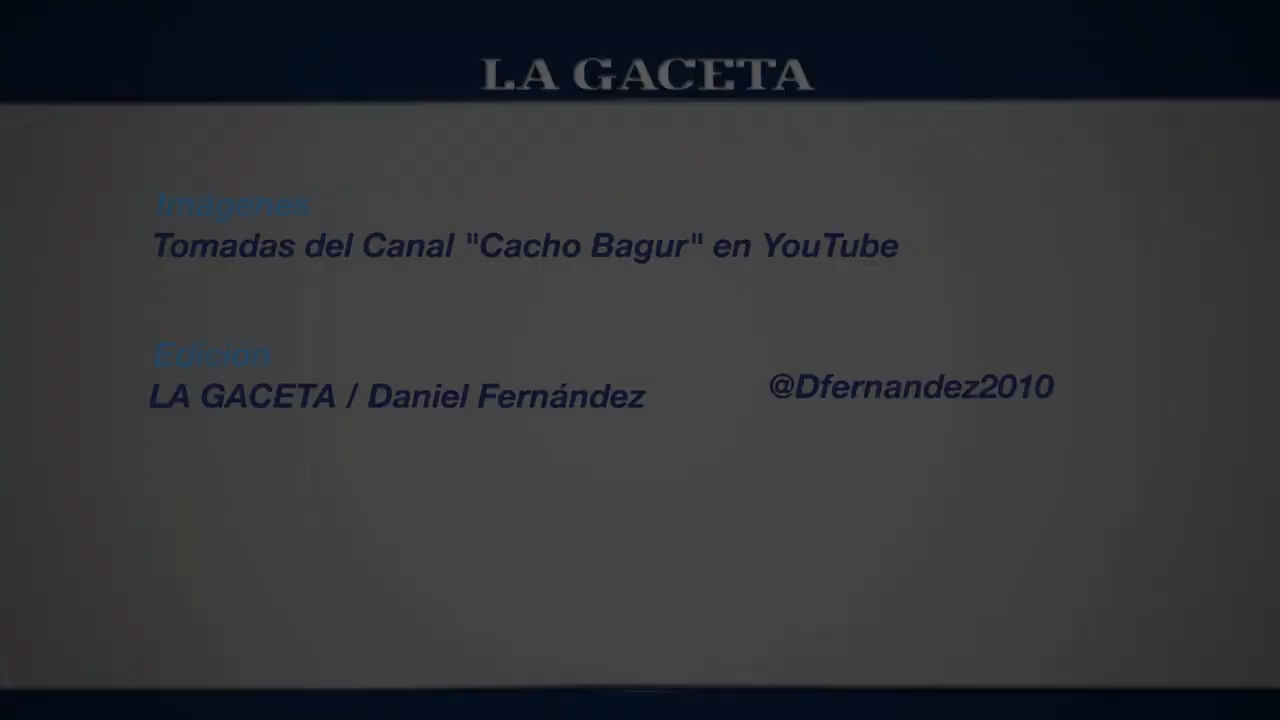 LA GACETA
Imágenes
Tomadas del Canal "Cacho Bagur" en YouTube
Edición
LA GACETA / Daniel Fernández
@Dfernandez2010